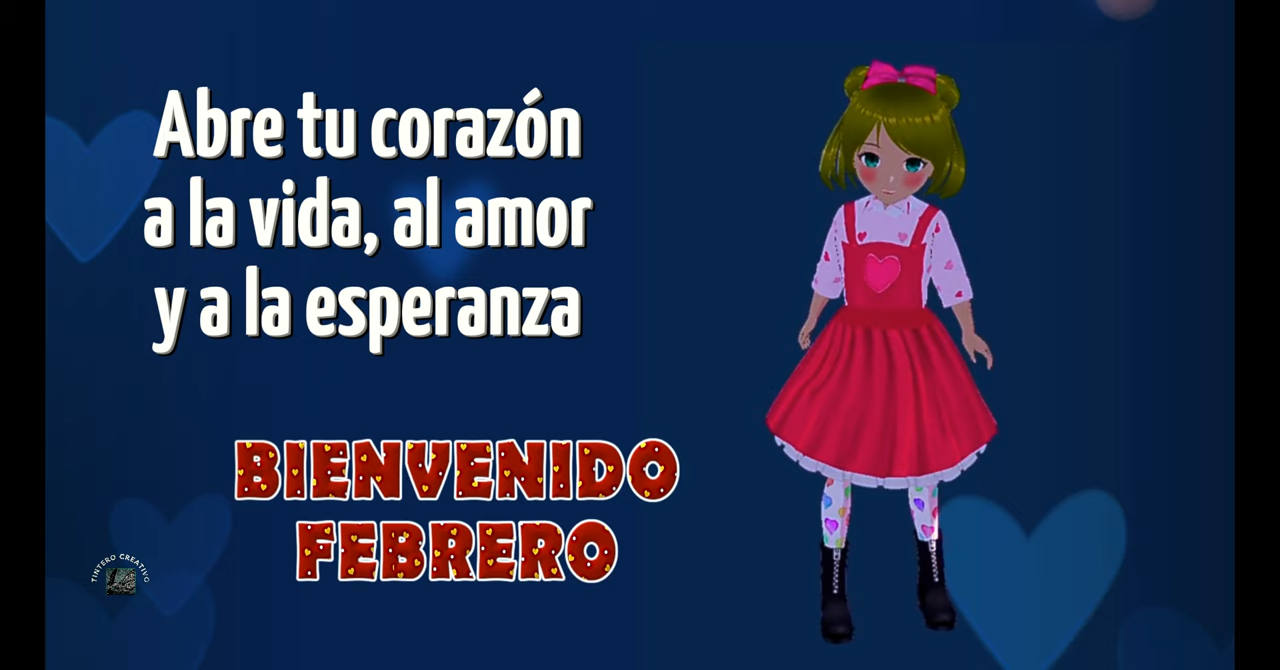 Abre tu corazón
a la vida, al amor
y a la esperanza
BIENVENIDO
FEBRERO
TINTERO CREATIVO